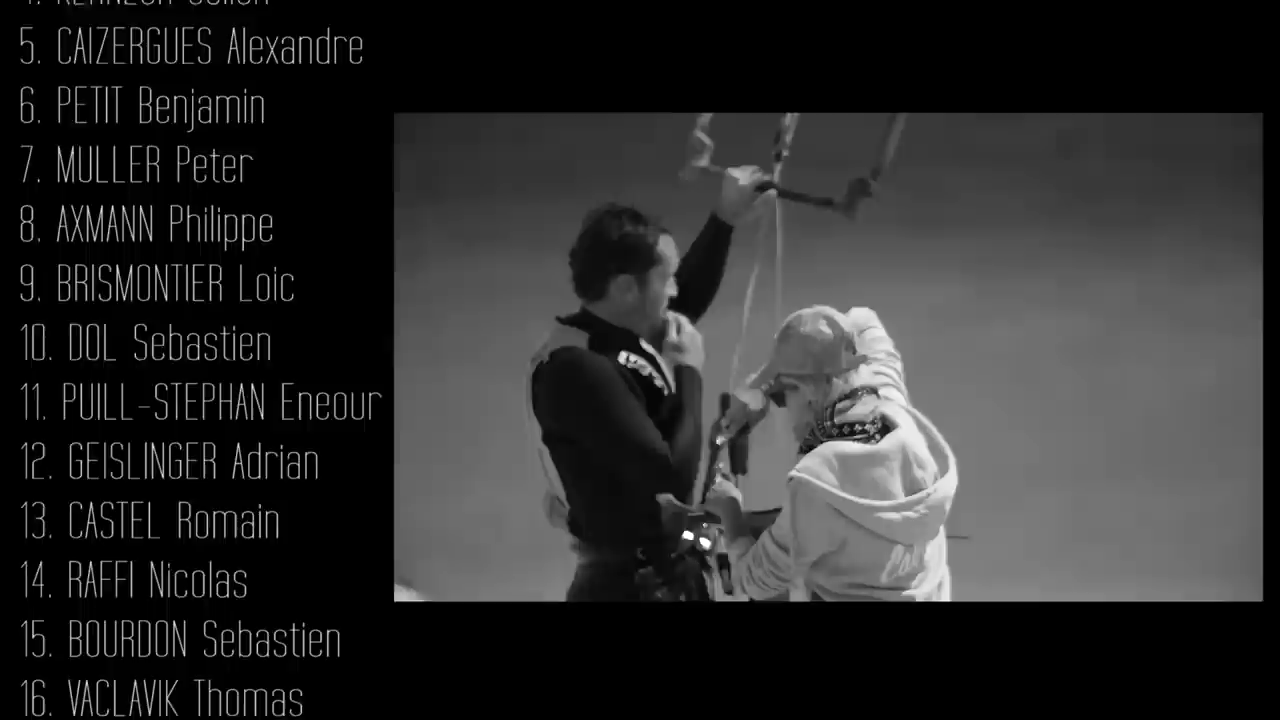 5. CAIZERGUES Alexandre
6. PETIT Benjamin
7. MULLER Peter
8. AXMANN Philippe
9. BRISMONTIER Loic
10. DOL Sebastien
11. PUILL-STEPHAN Eneour
12. GEISLINGER Adrian
13. CASTEL Romain
14. RAFFI Nicolas
15. BOURDON Sebastien
16. VACLAVIK Thomas